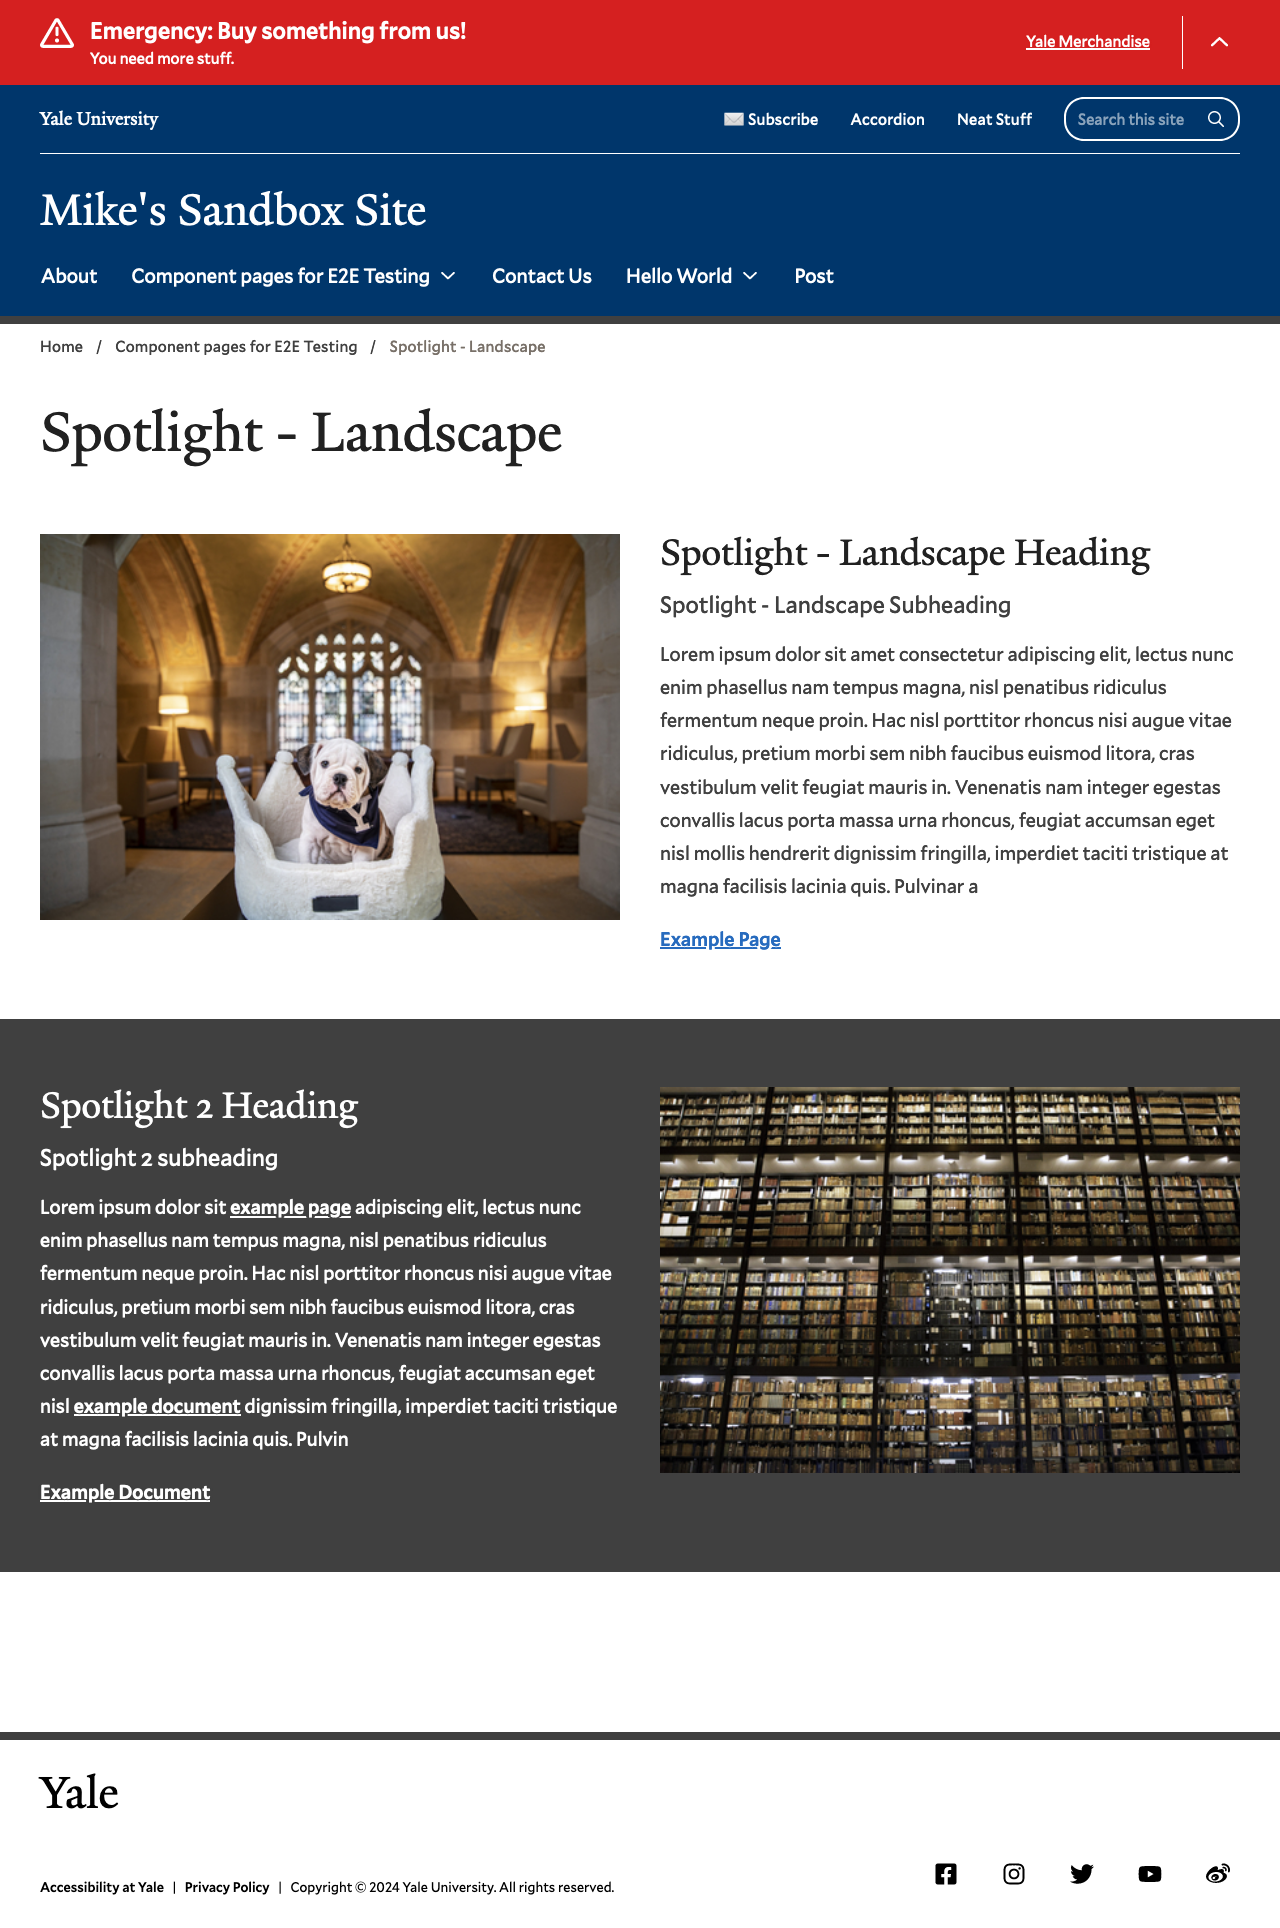 Emergency: Buy something from us!
You need more stuff.
Yale Merchandise
Yale University
Subscribe
Accordion
Neat Stuff
Search this site
Mike's Sandbox Site
About
Component pages for E2E Testing
Contact Us
Hello World
Post
Home / Component pages for E2E Testing / Spotlight - Landscape
Spotlight - Landscape
Spotlight - Landscape Heading
Spotlight - Landscape Subheading
Lorem ipsum dolor sit amet consectetur adipiscing elit, lectus nunc
enim phasellus nam tempus magna, nisl penatibus ridiculus
fermentum neque proin. Hac nisl porttitor rhoncus nisi augue vitae
ridiculus, pretium morbi sem nibh faucibus euismod litora, cras
vestibulum velit feugiat mauris in. Venenatis nam integer egestas
convallis lacus porta massa urna rhoncus, feugiat accumsan eget
nisl mollis hendrerit dignissim fringilla, imperdiet taciti tristique at
magna facilisis lacinia quis. Pulvinar a
Example Page
Spotlight 2 Heading
Spotlight 2 subheading
Lorem ipsum dolor sit example page adipiscing elit, lectus nunc
enim phasellus nam tempus magna, nisl penatibus ridiculus
fermentum neque proin. Hac nisl porttitor rhoncus nisi augue vitae
ridiculus, pretium morbi sem nibh faucibus euismod litora, cras
vestibulum velit feugiat mauris in. Venenatis nam integer egestas
convallis lacus porta massa urna rhoncus, feugiat accumsan eget
nisl example document dignissim fringilla, imperdiet taciti tristique
at magna facilisis lacinia quis. Pulvin
Example Document
Yale
Accessibility at Yale | Privacy Policy | Copyright © 2024 Yale University. All rights reserved.